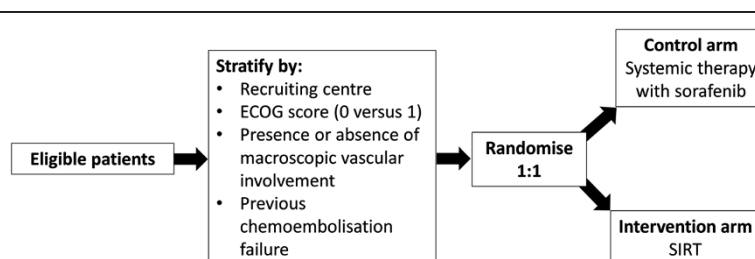 Eligible patients
Stratify by:
• Recruiting centre
• ECOG score (0 versus 1)
• Presence or absence of
macroscopic vascular
involvement
• Previous
chemoembolisation
failure
Randomise
1:1
Control arm
Systemic therapy
with sorafenib
Intervention arm
SIRT